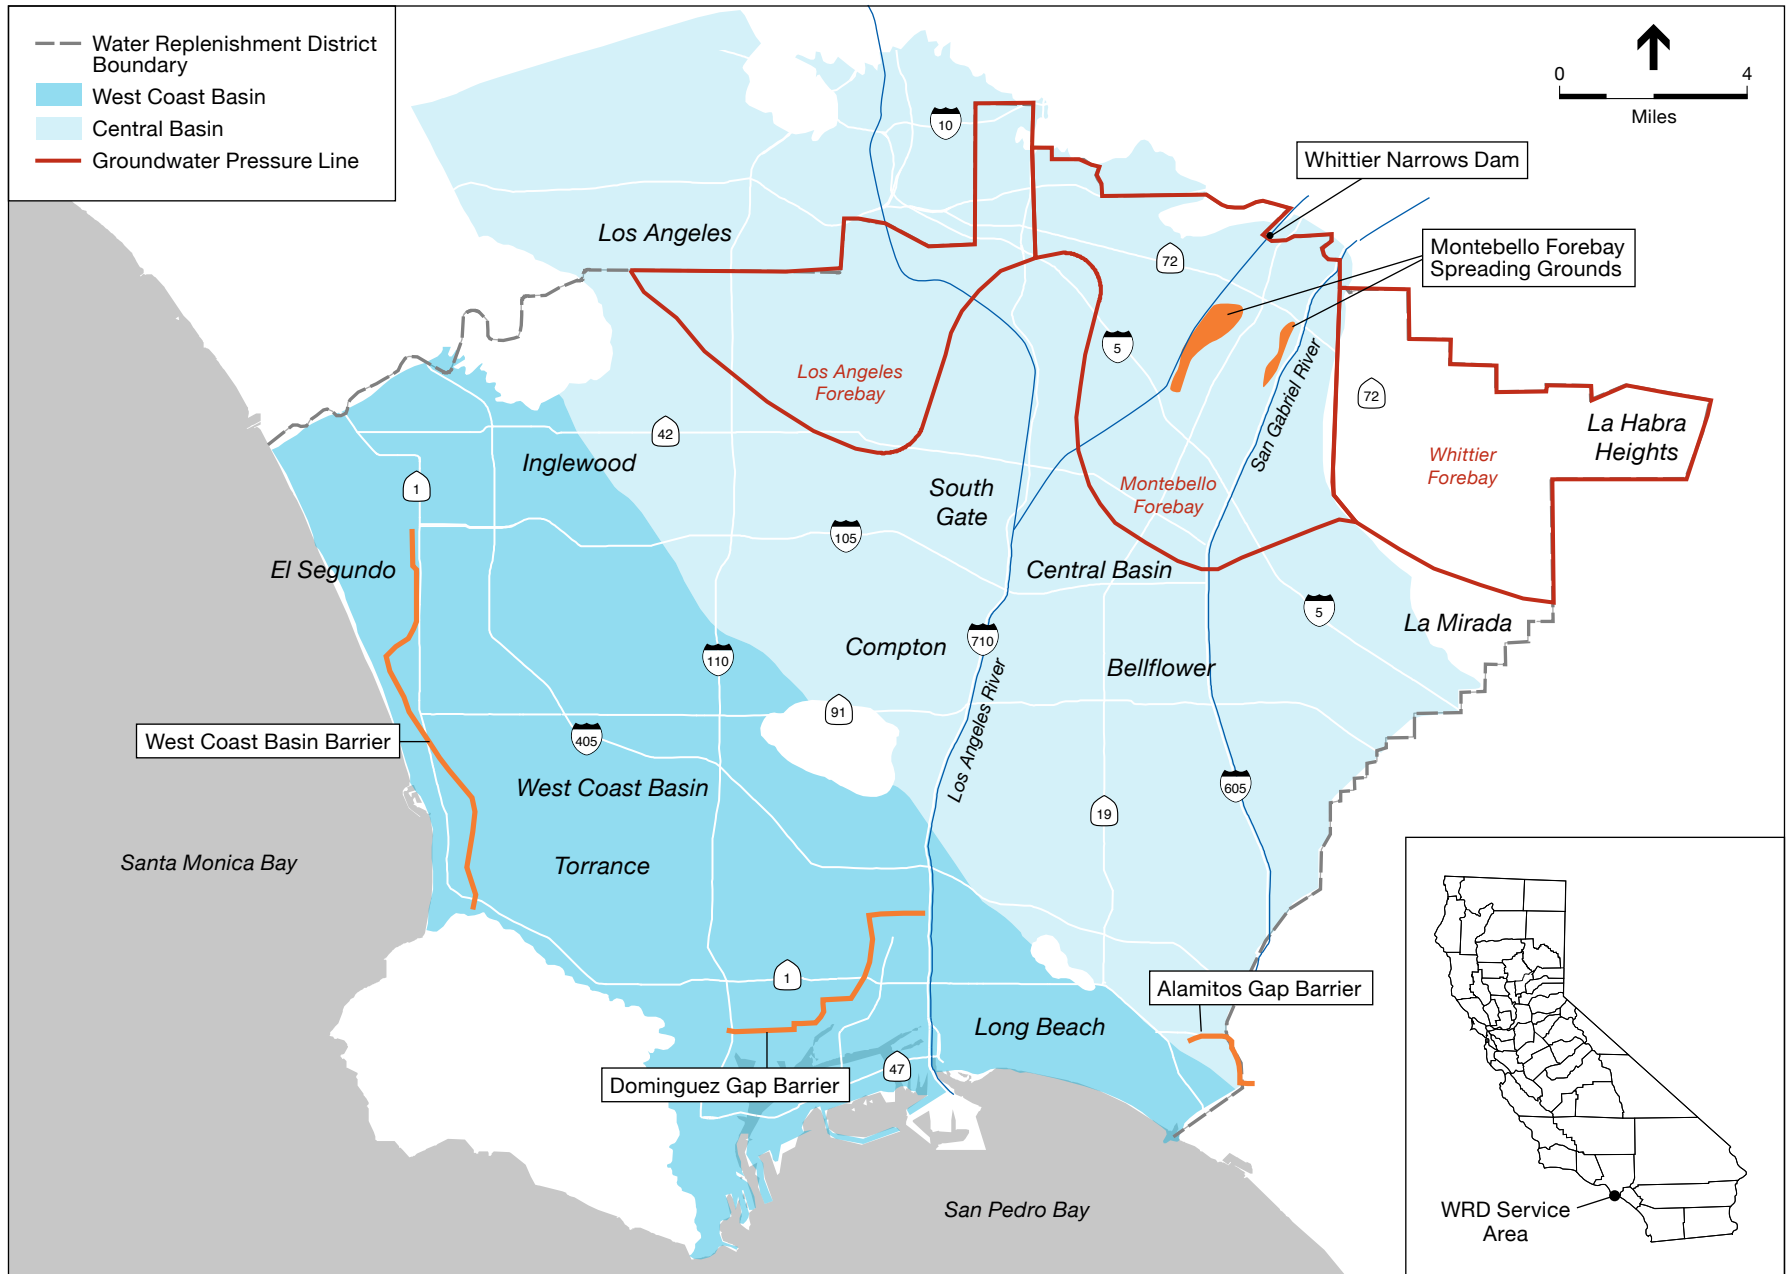 Water Replenishment District
Boundary
West Coast Basin
Central Basin
Groundwater Pressure Line
0 4
Miles
10
Whittier Narrows Dam
Los Angeles
72
Montebello Forebay
Spreading Grounds
5
Los Angeles
Forebay
San Gabriel River
72
La Habra
Heights
42
Inglewood
Whittier
Forebay
1
South
Gate
Montebello
Forebay
105
El Segundo
Central Basin
5
La Mirada
Compton
710
110
Bellflower
Los Angeles River
91
West Coast Basin Barrier
405
West Coast Basin
605
19
Santa Monica Bay
Torrance
1
Alamitos Gap Barrier
Long Beach
47
Dominguez Gap Barrier
San Pedro Bay
WRD Service
Area